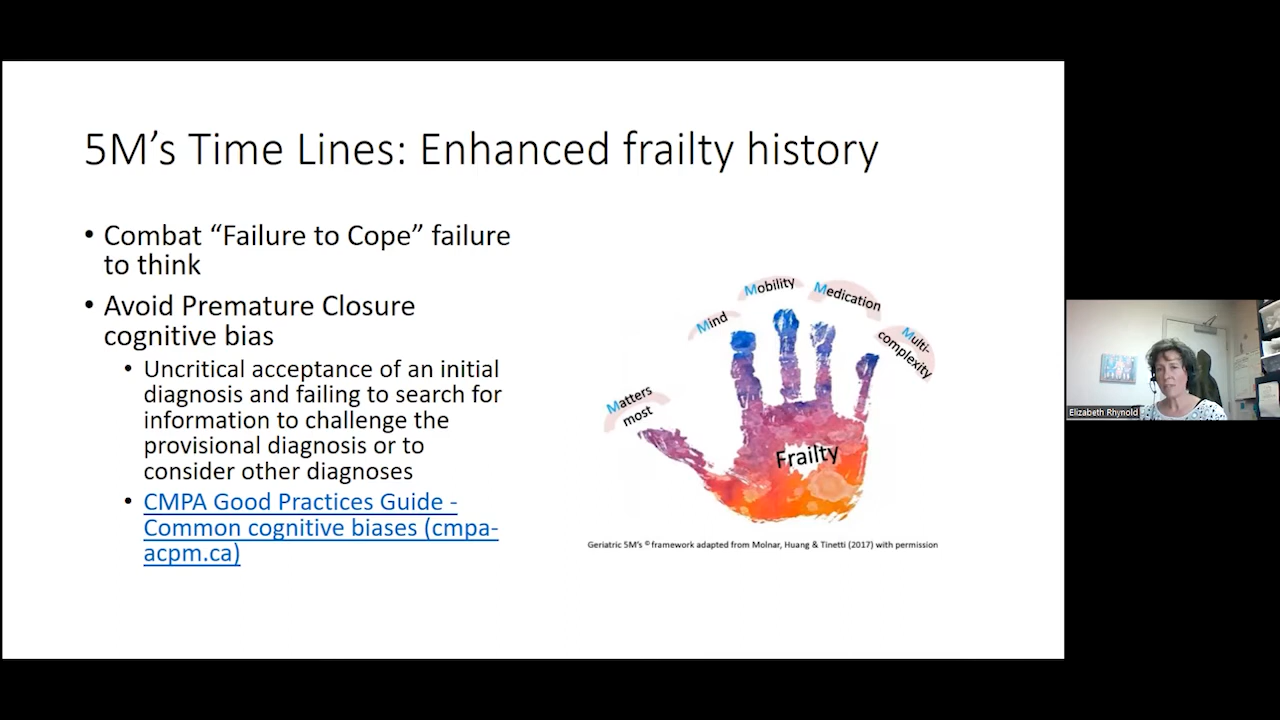 5M’s Time Lines: Enhanced frailty history
• Combat “Failure to Cope” failure
to think
• Avoid Premature Closure
cognitive bias
• Uncritical acceptance of an initial
diagnosis and failing to search for
information to challenge the
provisional diagnosis or to
consider other diagnoses
• CMPA Good Practices Guide -
Common cognitive biases (cmpa-
acpm.ca)
Matters
most
Mind
Mobility
Medication
Multi-
complexity
Frailty
Geriatric 5M’s © framework adapted from Molnar, Huang & Tinetti (2017) with permission
Elizabeth Rhynold